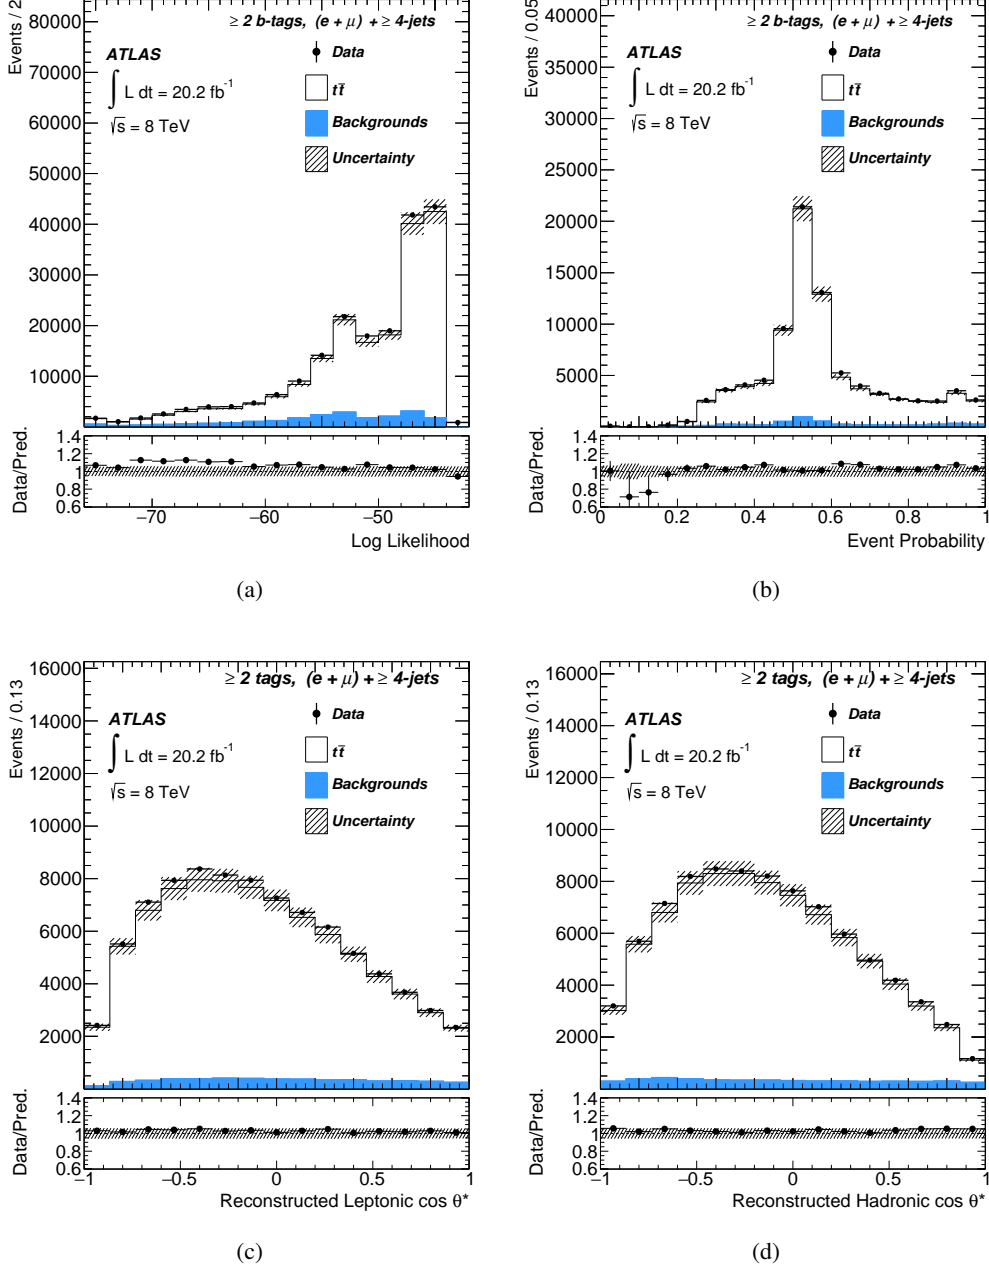 ≥ 2 b-tags, (e + μ) + ≥ 4-jets
Events / 2
80000
70000
60000
50000
40000
30000
20000
10000
ATLAS
∫ L dt = 20.2 fb⁻¹
√s = 8 TeV
Data
tt̄
Backgrounds
Uncertainty
Data/Pred.
1.4
1.2
1
0.8
0.6
−70 −60 −50
Log Likelihood
(a)
≥ 2 b-tags, (e + μ) + ≥ 4-jets
Events / 0.05
40000
35000
30000
25000
20000
15000
10000
5000
ATLAS
∫ L dt = 20.2 fb⁻¹
√s = 8 TeV
Data
tt̄
Backgrounds
Uncertainty
Data/Pred.
1.4
1.2
1
0.8
0.6
0 0.2 0.4 0.6 0.8 1
Event Probability
(b)
≥ 2 tags, (e + μ) + ≥ 4-jets
Events / 0.13
16000
14000
12000
10000
8000
6000
4000
2000
ATLAS
∫ L dt = 20.2 fb⁻¹
√s = 8 TeV
Data
tt̄
Backgrounds
Uncertainty
Data/Pred.
1.4
1.2
1
0.8
0.6
−1 −0.5 0 0.5 1
Reconstructed Leptonic cos θ*
(c)
≥ 2 tags, (e + μ) + ≥ 4-jets
Events / 0.13
16000
14000
12000
10000
8000
6000
4000
2000
ATLAS
∫ L dt = 20.2 fb⁻¹
√s = 8 TeV
Data
tt̄
Backgrounds
Uncertainty
Data/Pred.
1.4
1.2
1
0.8
0.6
−1 −0.5 0 0.5 1
Reconstructed Hadronic cos θ*
(d)